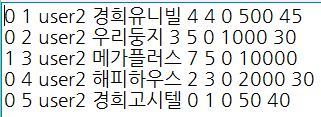 0 1 user2 경희유니빌 4 4 0 500 45
0 2 user2 우리둥지 3 5 0 1000 30
1 3 user2 메가플러스 7 5 0 10000
0 4 user2 해피하우스 2 3 0 2000 30
0 5 user2 경희고시텔 0 1 0 50 40